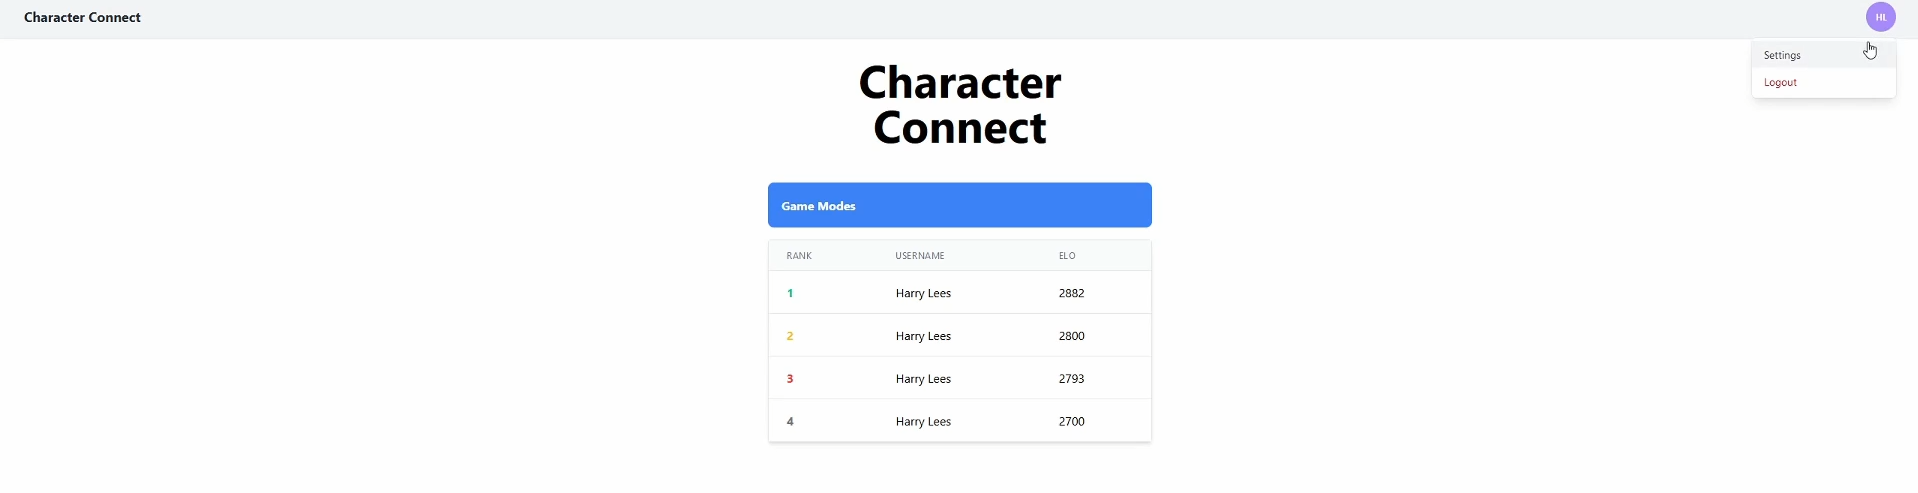 Character Connect
HL
Settings
Logout
Character
Connect
Game Modes
RANK USERNAME ELO
1 Harry Lees 2882
2 Harry Lees 2800
3 Harry Lees 2793
4 Harry Lees 2700